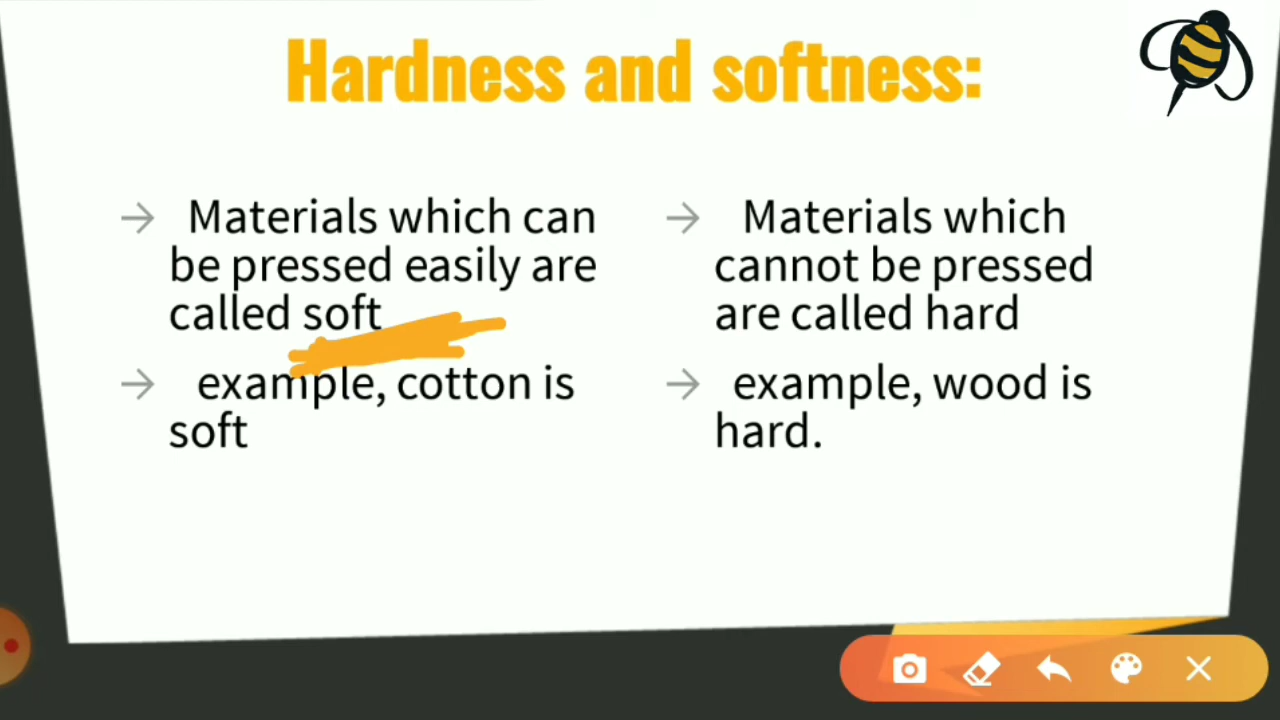 Hardness and softness:
→ Materials which can
be pressed easily are
called soft
→ example, cotton is
soft
→ Materials which
cannot be pressed
are called hard
→ example, wood is
hard.